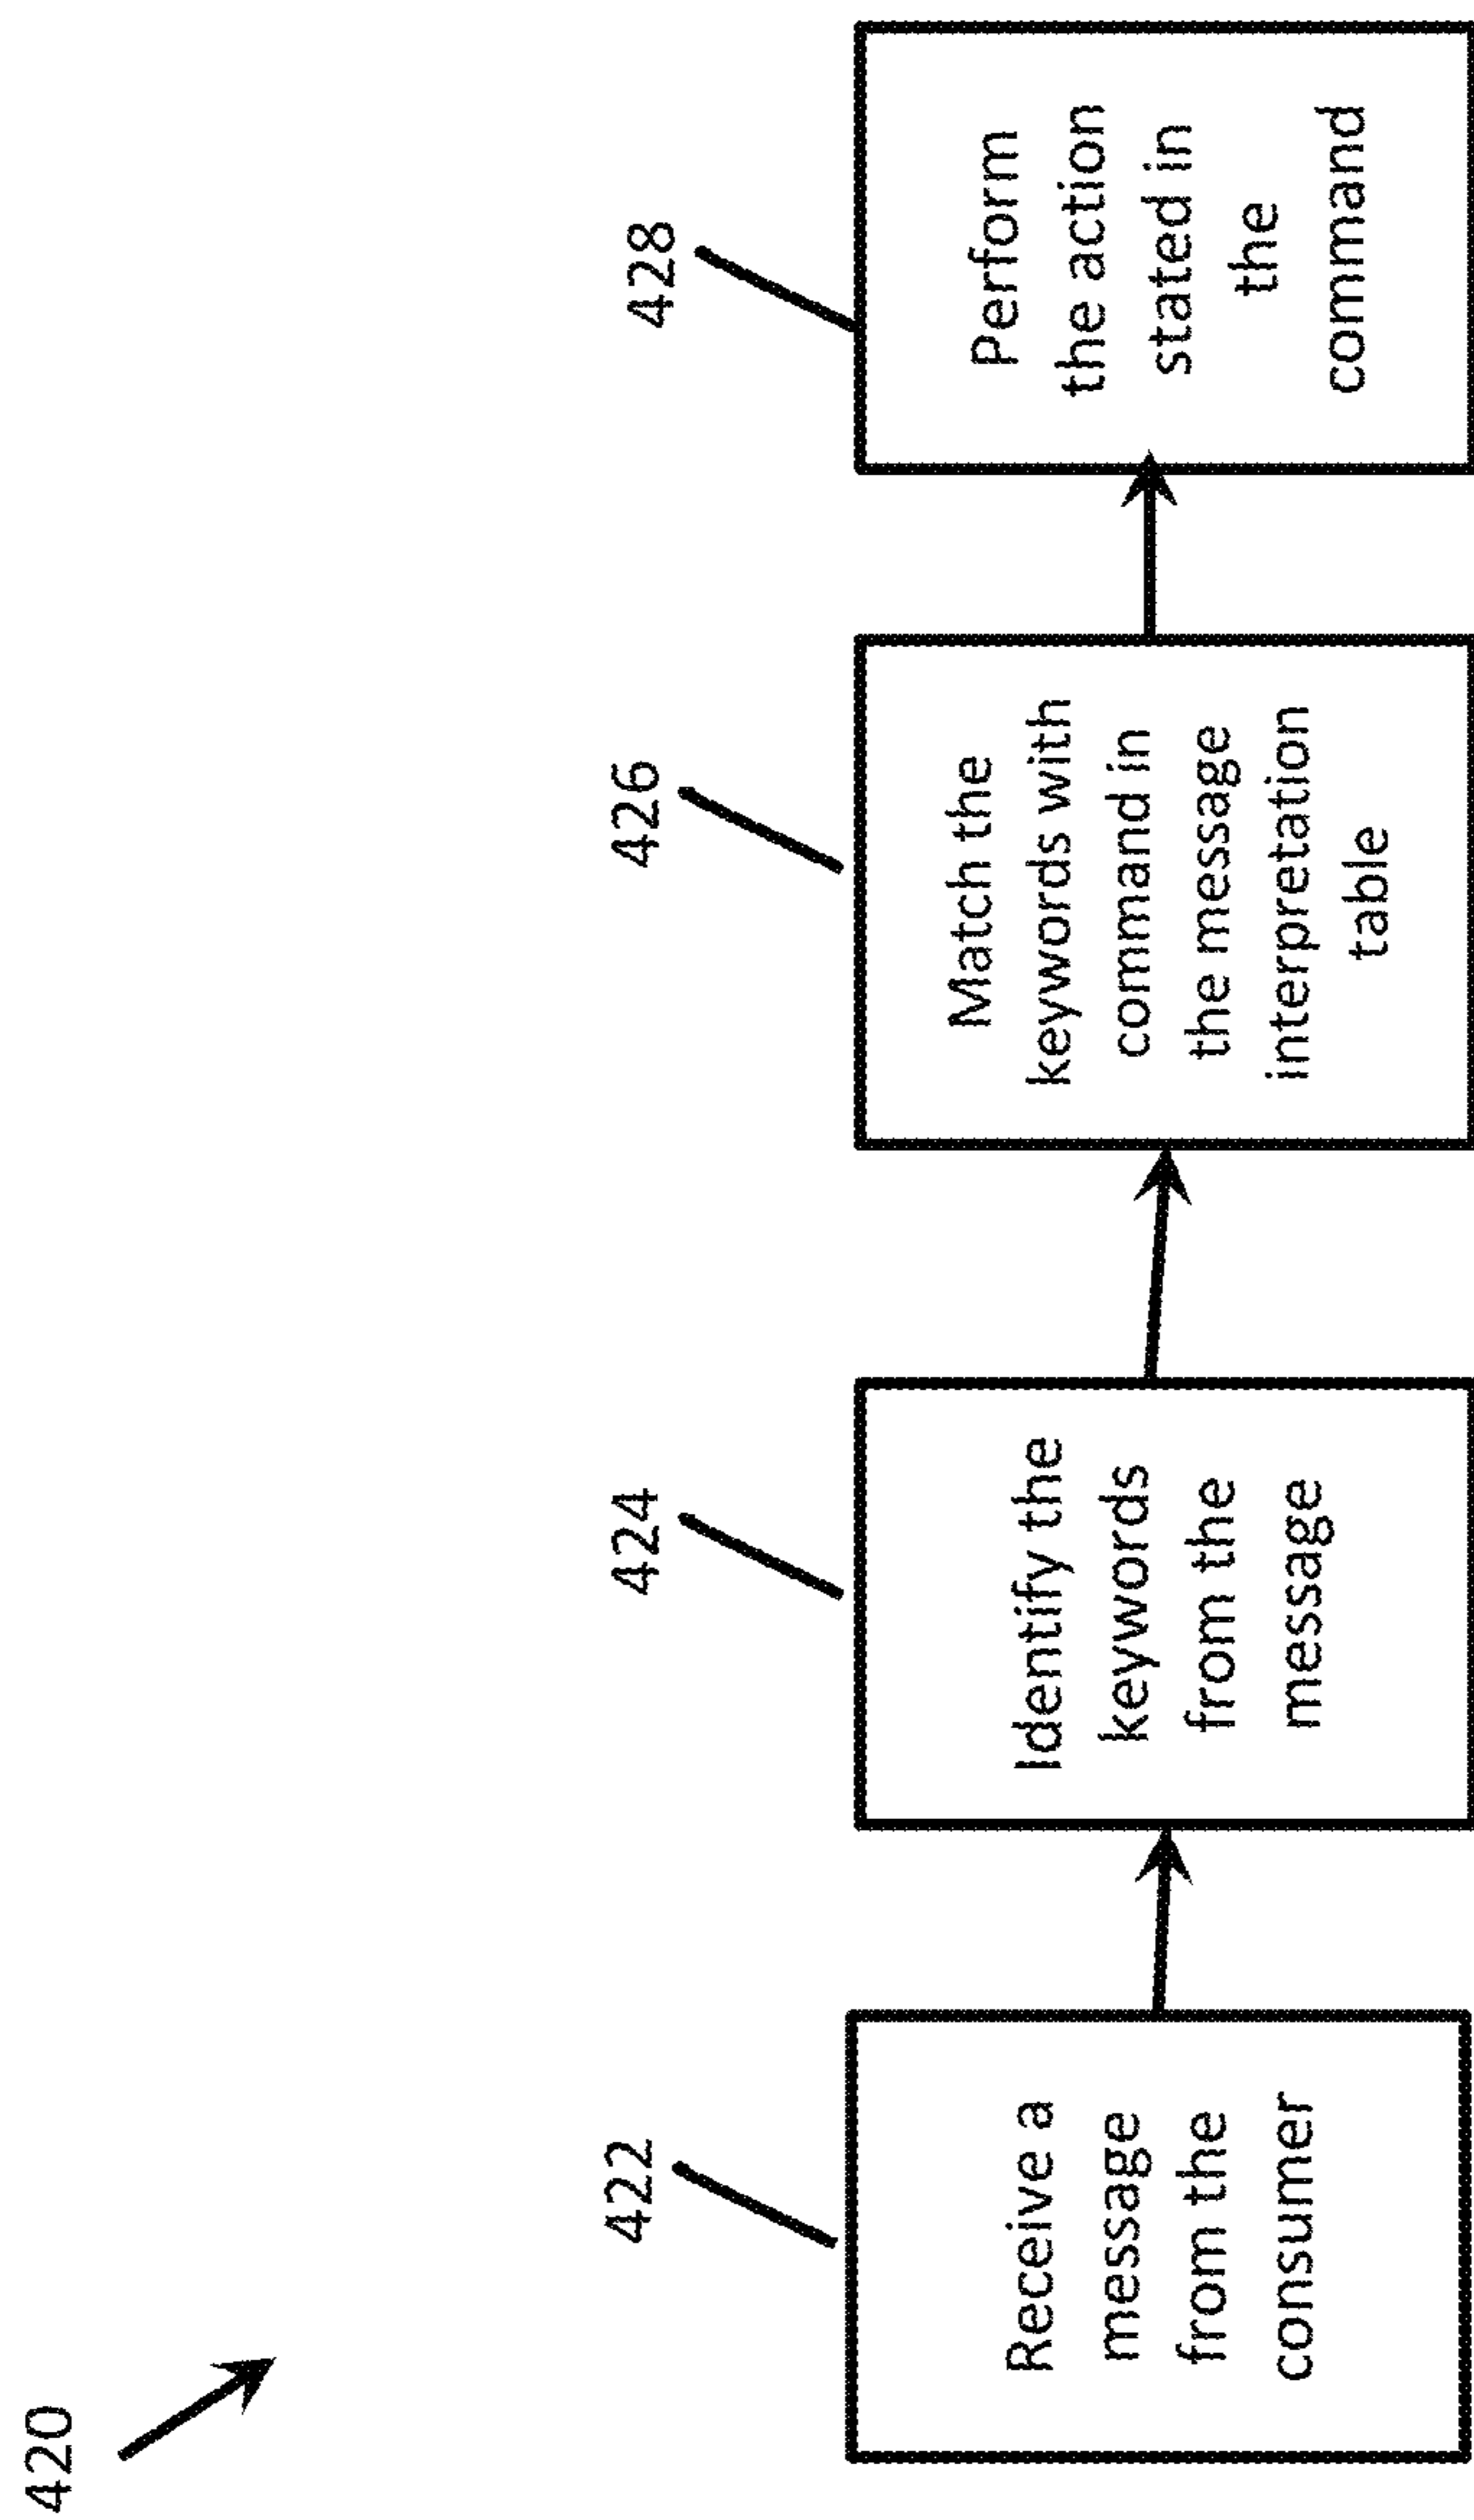 420
422
Receive a
message
from the
consumer
424
Identify the
keywords
from the
message
426
Match the
keywords with
command in
the message
interpretation
table
428
Perform
the action
stated in
the
command